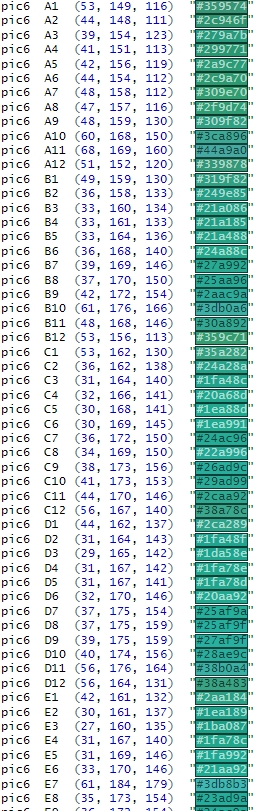 pic6 A1 (53, 149, 116) "#359574"
pic6 A2 (44, 148, 111) "#2c946f"
pic6 A3 (39, 154, 123) "#279a7b"
pic6 A4 (41, 151, 113) "#299771"
pic6 A5 (42, 156, 119) "#2a9c77"
pic6 A6 (44, 154, 112) "#2c9a70"
pic6 A7 (48, 158, 112) "#309e70"
pic6 A8 (47, 157, 116) "#2f9d74"
pic6 A9 (48, 159, 130) "#309f82"
pic6 A10 (60, 168, 150) "#3ca896"
pic6 A11 (68, 169, 160) "#44a9a0"
pic6 A12 (51, 152, 120) "#339878"
pic6 B1 (49, 159, 130) "#319f82"
pic6 B2 (36, 158, 133) "#249e85"
pic6 B3 (33, 160, 134) "#21a086"
pic6 B4 (33, 161, 133) "#21a185"
pic6 B5 (33, 164, 136) "#21a488"
pic6 B6 (36, 168, 140) "#24a88c"
pic6 B7 (39, 169, 146) "#27a992"
pic6 B8 (37, 170, 150) "#25aa96"
pic6 B9 (42, 172, 154) "#2aac9a"
pic6 B10 (61, 176, 166) "#3db0a6"
pic6 B11 (48, 168, 146) "#30a892"
pic6 B12 (53, 156, 113) "#359c71"
pic6 C1 (53, 162, 130) "#35a282"
pic6 C2 (36, 162, 138) "#24a28a"
pic6 C3 (31, 164, 140) "#1fa48c"
pic6 C4 (32, 166, 141) "#20a68d"
pic6 C5 (30, 168, 141) "#1ea88d"
pic6 C6 (30, 169, 145) "#1ea991"
pic6 C7 (36, 172, 150) "#24ac96"
pic6 C8 (34, 169, 150) "#22a996"
pic6 C9 (38, 173, 156) "#26ad9c"
pic6 C10 (41, 173, 153) "#29ad99"
pic6 C11 (44, 170, 146) "#2caa92"
pic6 C12 (56, 167, 140) "#38a78c"
pic6 D1 (44, 162, 137) "#2ca289"
pic6 D2 (31, 164, 143) "#1fa48f"
pic6 D3 (29, 165, 142) "#1da58e"
pic6 D4 (31, 167, 142) "#1fa78e"
pic6 D5 (31, 167, 141) "#1fa78d"
pic6 D6 (32, 170, 146) "#20aa92"
pic6 D7 (37, 175, 154) "#25af9a"
pic6 D8 (37, 175, 159) "#25af9f"
pic6 D9 (39, 175, 159) "#27af9f"
pic6 D10 (40, 174, 156) "#28ae9c"
pic6 D11 (56, 176, 164) "#38b0a4"
pic6 D12 (56, 164, 131) "#38a483"
pic6 E1 (42, 161, 132) "#2aa184"
pic6 E2 (30, 161, 137) "#1ea189"
pic6 E3 (27, 160, 135) "#1ba087"
pic6 E4 (31, 167, 140) "#1fa78c"
pic6 E5 (31, 169, 146) "#1fa992"
pic6 E6 (33, 170, 146) "#21aa92"
pic6 E7 (61, 184, 179) "#3db8b3"
pic6 E8 (35, 173, 154) "#23ad9a"